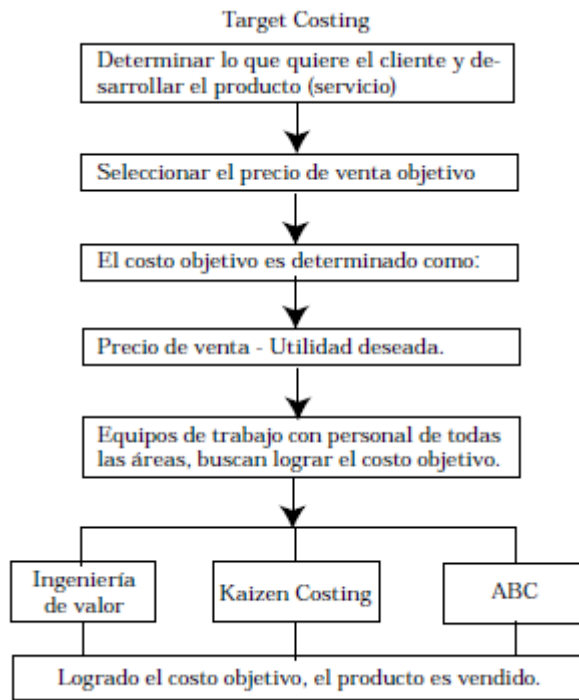 Target Costing
Determinar lo que quiere el cliente y de-
sarrollar el producto (servicio)
Seleccionar el precio de venta objetivo
El costo objetivo es determinado como:
Precio de venta - Utilidad deseada.
Equipos de trabajo con personal de todas
las áreas, buscan lograr el costo objetivo.
Ingeniería
de valor
Kaizen Costing
ABC
Logrado el costo objetivo, el producto es vendido.